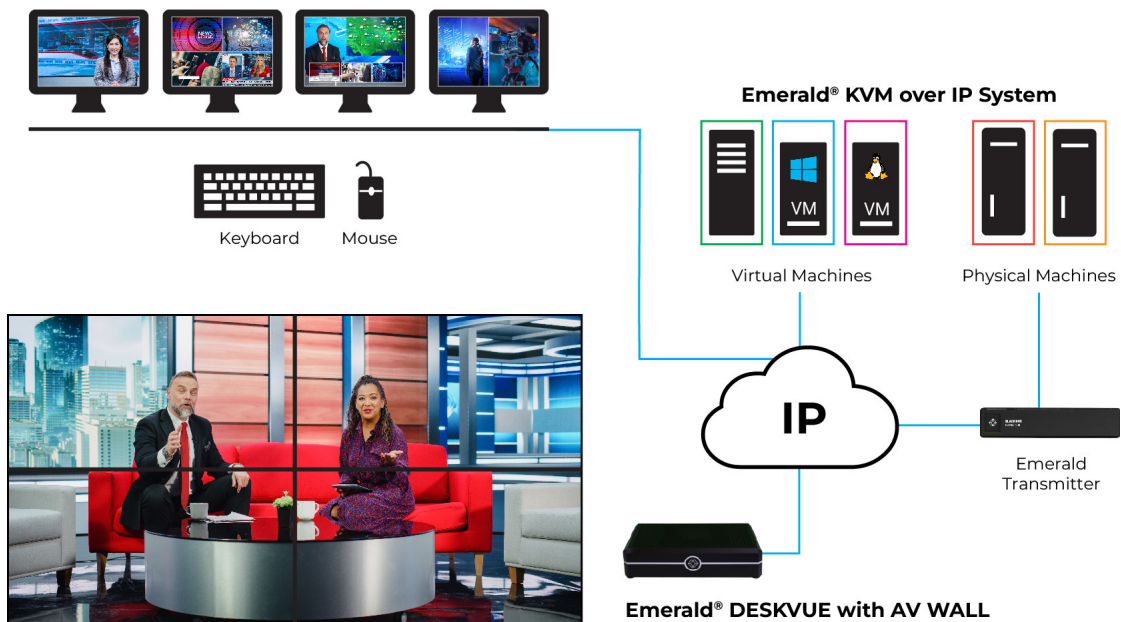 NEWS
Emerald® KVM over IP System
VM
VM
Keyboard
Mouse
Virtual Machines
Physical Machines
IP
Emerald
Transmitter
Emerald® DESKVUE with AV WALL